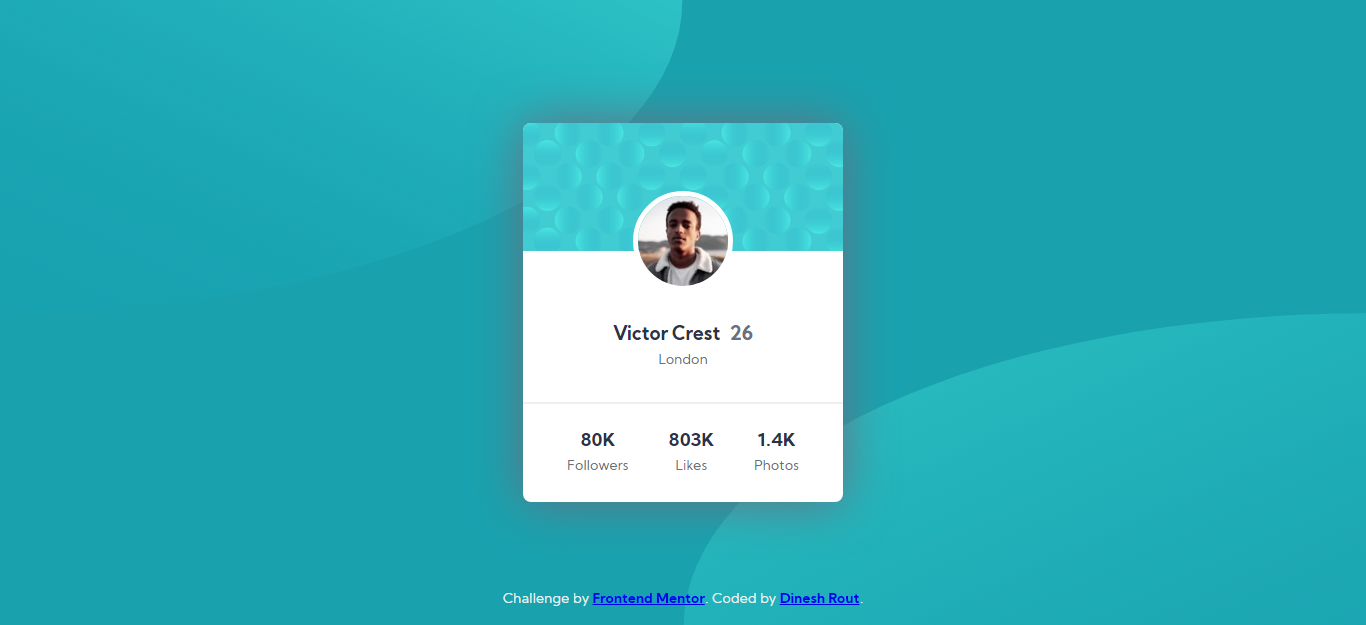 Victor Crest 26
London
80K 803K 1.4K
Followers Likes Photos
Challenge by Frontend Mentor. Coded by Dinesh Rout.